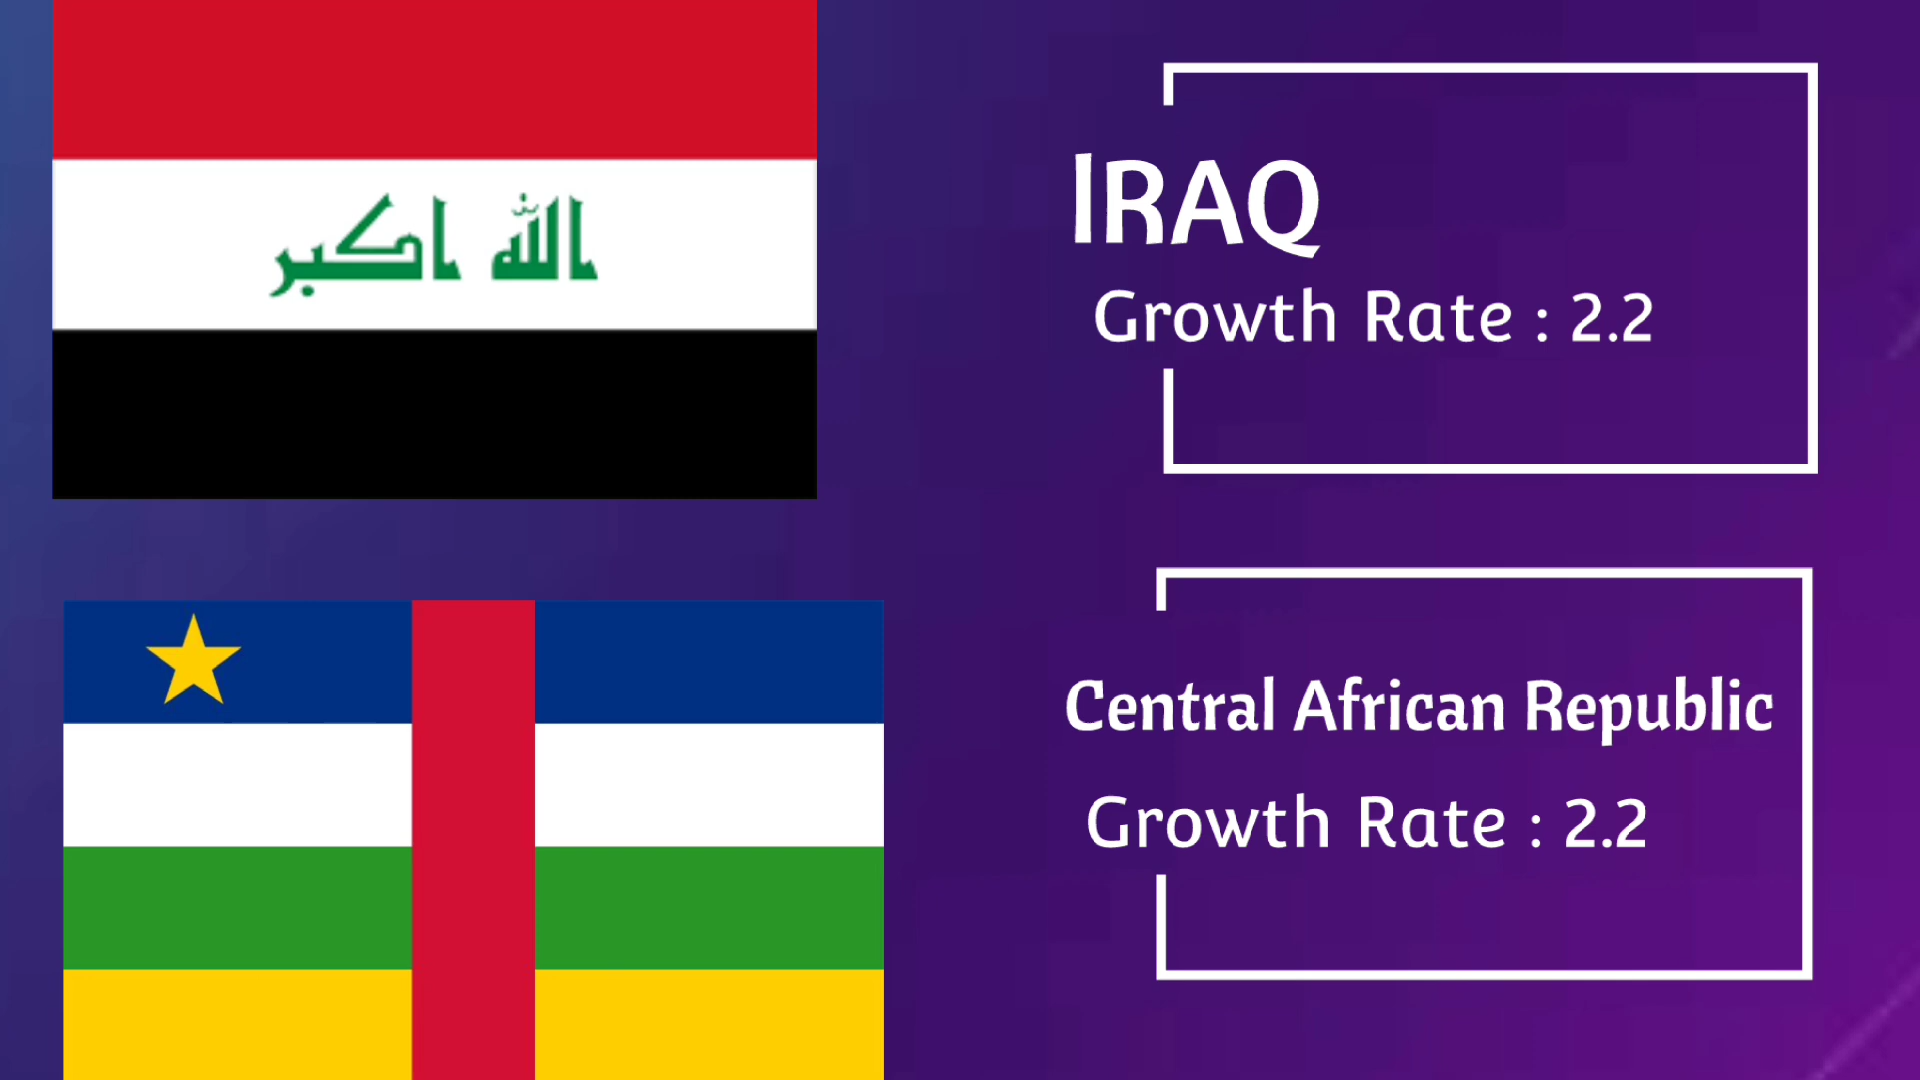 الله اكبر
IRAQ
Growth Rate : 2.2
Central African Republic
Growth Rate : 2.2